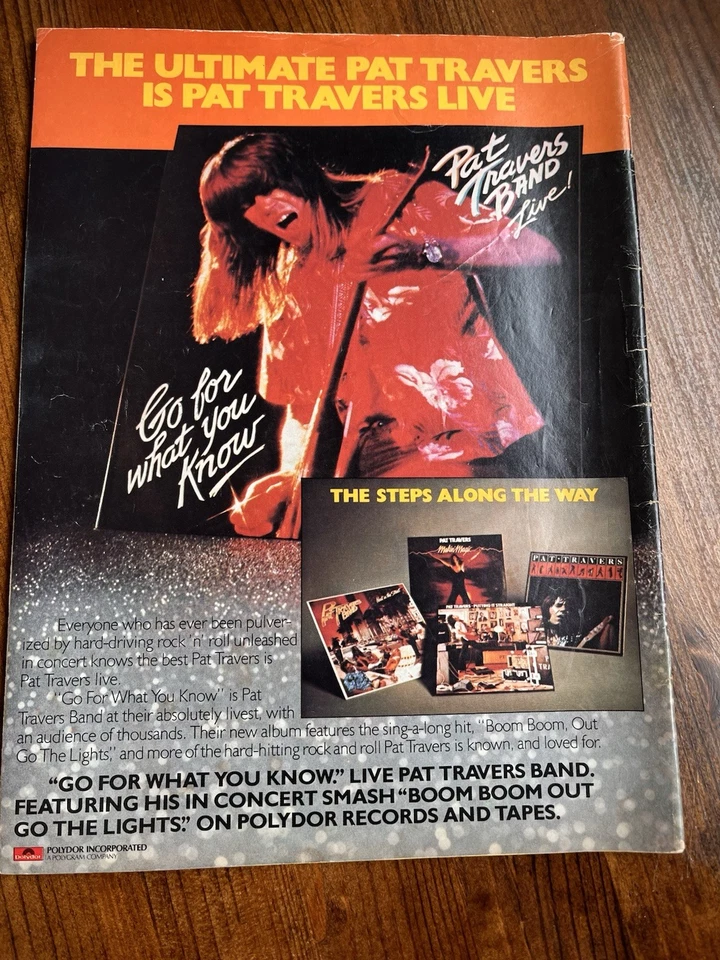 THE ULTIMATE PAT TRAVERS
IS PAT TRAVERS LIVE
Pat
Travers
BAND
Live!
Go for
what you
Know
THE STEPS ALONG THE WAY
PAT TRAVERS
Makin' Magic
PAT·TRAVERS
PAT TRAVERS · PUTTING IT STRAIGHT
Everyone who has ever been pulver-
ized by hard-driving rock 'n' roll unleashed
in concert knows the best Pat Travers is
Pat Travers live.
"Go For What You Know" is Pat
Travers Band at their absolutely livest, with
an audience of thousands. Their new album features the sing-a-long hit, "Boom Boom, Out
Go The Lights," and more of the hard-hitting rock and roll Pat Travers is known, and loved for.
"GO FOR WHAT YOU KNOW." LIVE PAT TRAVERS BAND.
FEATURING HIS IN CONCERT SMASH "BOOM BOOM OUT
GO THE LIGHTS." ON POLYDOR RECORDS AND TAPES.
polydor
POLYDOR INCORPORATED
A POLYGRAM COMPANY